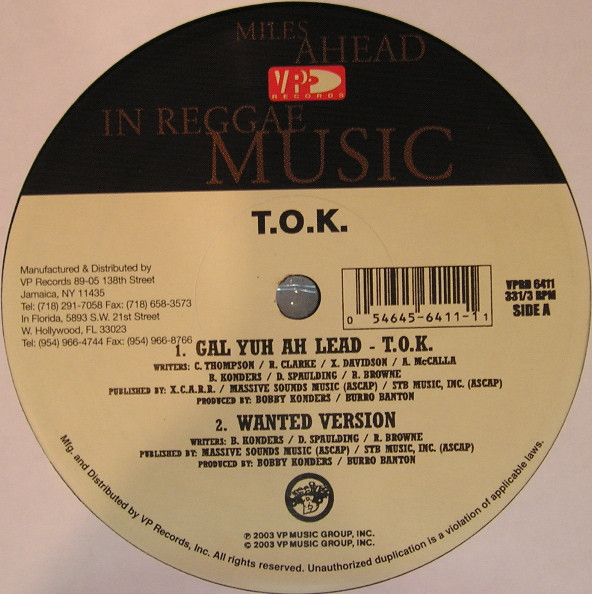 MILES
AHEAD
VP
RECORDS
IN REGGAE
MUSIC
T.O.K.
Manufactured & Distributed by
VP Records 89-05 138th Street
Jamaica, NY 11435
Tel: (718) 291-7058 Fax: (718) 658-3573
In Florida, 5893 S.W. 21st Street
W. Hollywood, FL 33023
Tel: (954) 966-4744 Fax: (954) 966-8766
0 54645-6411-1 1
VPRD 6411
331/3 RPM
SIDE A
1. GAL YUH AH LEAD - T.O.K.
WRITERS: C. THOMPSON / R. CLARKE / X. DAVIDSON / A. McCALLA
B. KONDERS / D. SPAULDING / R. BROWNE
PUBLISHED BY: X.C.A.R.R. / MASSIVE SOUNDS MUSIC (ASCAP) / STB MUSIC, INC. (ASCAP)
PRODUCED BY: BOBBY KONDERS / BURRO BANTON
2. WANTED VERSION
WRITERS: B. KONDERS / D. SPAULDING / R. BROWNE
PUBLISHED BY: MASSIVE SOUNDS MUSIC (ASCAP) / STB MUSIC, INC. (ASCAP)
PRODUCED BY: BOBBY KONDERS / BURRO BANTON
℗ 2003 VP MUSIC GROUP, INC.
© 2003 VP MUSIC GROUP, INC.
Mfg. and Distributed by VP Records, Inc. All rights reserved. Unauthorized duplication is a violation of applicable laws.